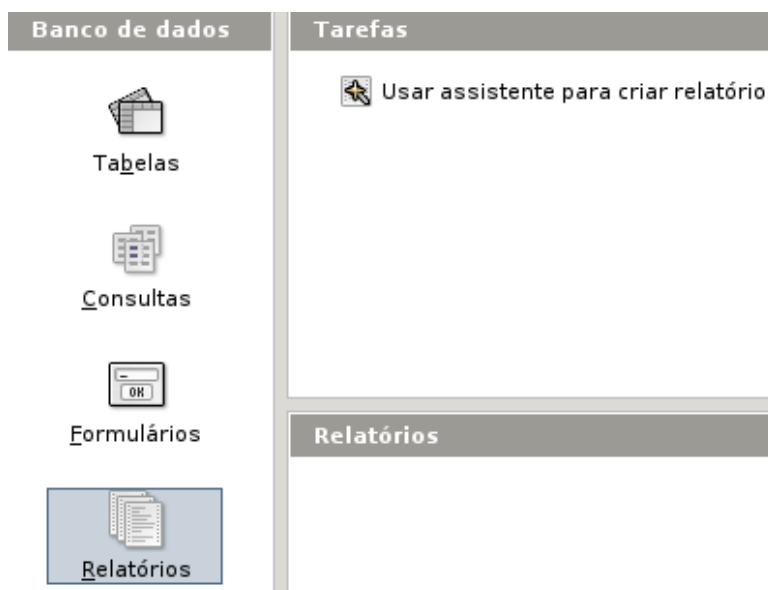 Banco de dados
Tabelas
Consultas
OK
Formulários
Relatórios
Tarefas
Usar assistente para criar relatório
Relatórios